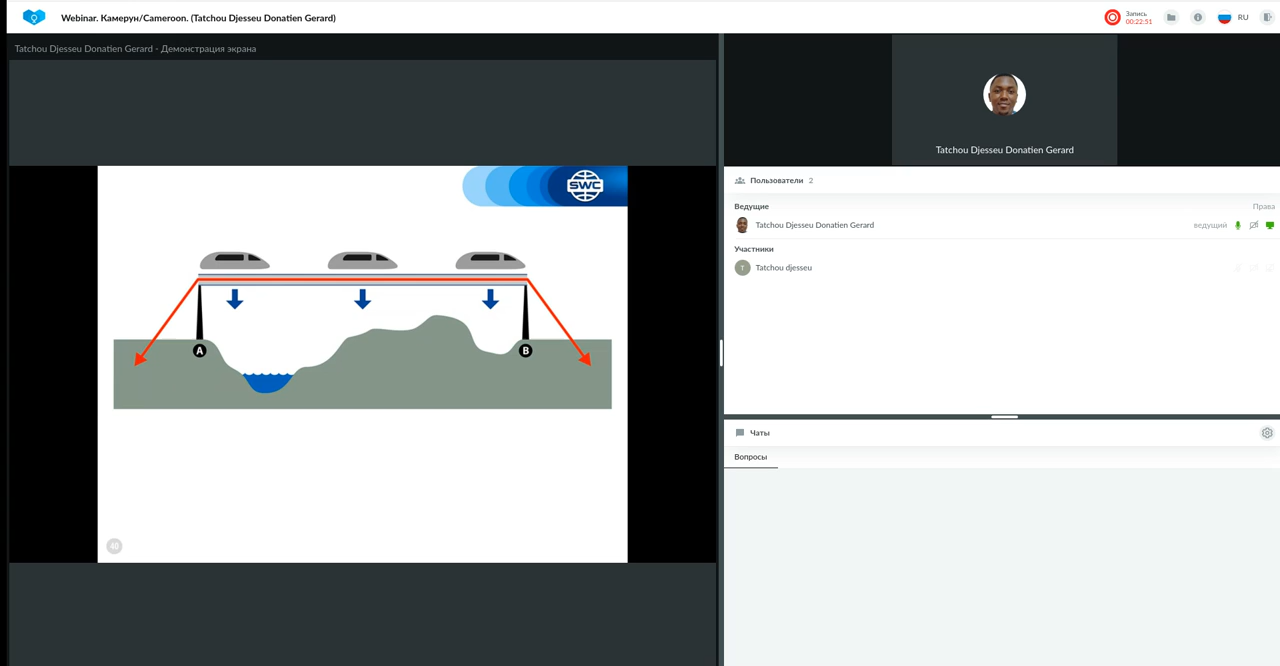 Webinar. Камерун/Cameroon. (Tatchou Djesseu Donatien Gerard)
Запись
00:22:51
RU
Tatchou Djesseu Donatien Gerard - Демонстрация экрана
SWC
A
B
40
Tatchou Djesseu Donatien Gerard
Пользователи 2
Ведущие Права
Tatchou Djesseu Donatien Gerard ведущий
Участники
T Tatchou djesseu
Чаты
Вопросы